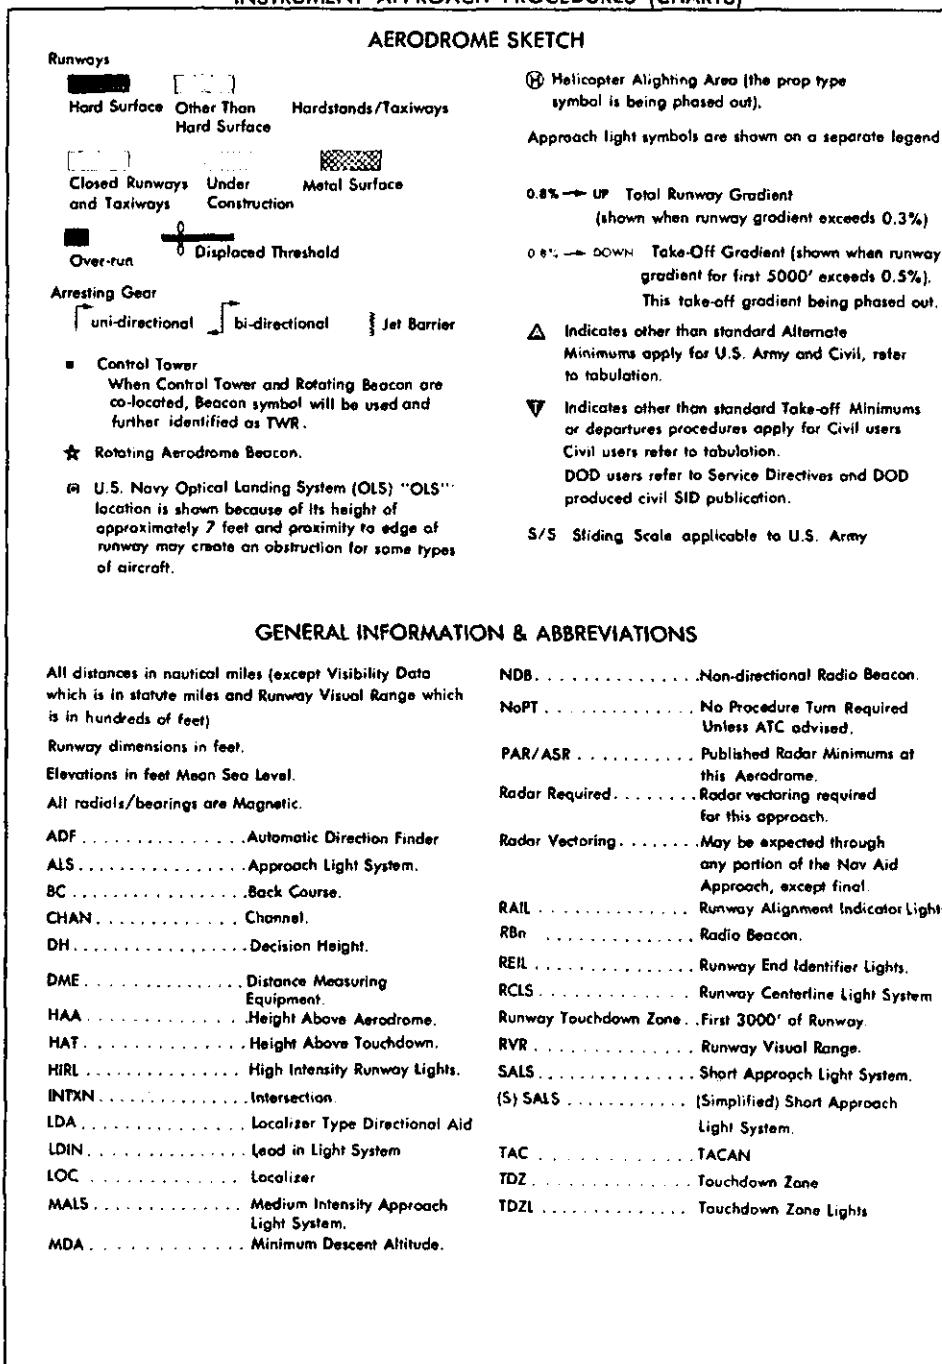 INSTRUMENT APPROACH PROCEDURES (CHARTS)
AERODROME SKETCH
Runways
Hard Surface
Other Than
Hard Surface
Hardstands/Taxiways
Closed Runways
and Taxiways
Under
Construction
Metal Surface
Over-run
Displaced Threshold
Arresting Gear
uni-directional
bi-directional
Jet Barrier
Control Tower
When Control Tower and Rotating Beacon are
co-located, Beacon symbol will be used and
further identified as TWR.
Rotating Aerodrome Beacon.
U.S. Navy Optical Landing System (OLS) "OLS"
location is shown because of its height of
approximately 7 feet and proximity to edge of
runway may create an obstruction for some types
of aircraft.
H Helicopter Alighting Area (the prop type
symbol is being phased out).
Approach light symbols are shown on a separate legend
0.8% UP Total Runway Gradient
(shown when runway gradient exceeds 0.3%)
0.8% DOWN Take-Off Gradient (shown when runway
gradient for first 5000' exceeds 0.5%).
This take-off gradient being phased out.
A Indicates other than standard Alternate
Minimums apply for U.S. Army and Civil, refer
to tabulation.
T Indicates other than standard Take-off Minimums
or departures procedures apply for Civil users
Civil users refer to tabulation.
DOD users refer to Service Directives and DOD
produced civil SID publication.
S/S Sliding Scale applicable to U.S. Army
GENERAL INFORMATION & ABBREVIATIONS
All distances in nautical miles (except Visibility Data
which is in statute miles and Runway Visual Range which
is in hundreds of feet)
Runway dimensions in feet.
Elevations in feet Mean Sea Level.
All radials/bearings are Magnetic.
ADF . . . . . . . . . . . . . . . Automatic Direction Finder
ALS . . . . . . . . . . . . . . . Approach Light System.
BC . . . . . . . . . . . . . . . . Back Course.
CHAN . . . . . . . . . . . . . Channel.
DH . . . . . . . . . . . . . . . . Decision Height.
DME . . . . . . . . . . . . . . Distance Measuring
Equipment.
HAA . . . . . . . . . . . . . . Height Above Aerodrome.
HAT . . . . . . . . . . . . . . . Height Above Touchdown.
HIRL . . . . . . . . . . . . . . High Intensity Runway Lights.
INTXN . . . . . . . . . . . . . Intersection.
LDA . . . . . . . . . . . . . . . Localizer Type Directional Aid
LDIN . . . . . . . . . . . . . . Lead in Light System
LOC . . . . . . . . . . . . . . Localizer
MALS . . . . . . . . . . . . . Medium Intensity Approach
Light System.
MDA . . . . . . . . . . . . . . Minimum Descent Altitude.
NDB . . . . . . . . . . . . . . . Non-directional Radio Beacon.
NoPT . . . . . . . . . . . . . . No Procedure Turn Required
Unless ATC advised.
PAR/ASR . . . . . . . . . . . Published Radar Minimums at
this Aerodrome.
Radar Required . . . . . . . . Radar vectoring required
for this approach.
Radar Vectoring . . . . . . . . May be expected through
any portion of the Nav Aid
Approach, except final.
RAIL . . . . . . . . . . . . . . Runway Alignment Indicator Light
RBn . . . . . . . . . . . . . . Radio Beacon.
REIL . . . . . . . . . . . . . . Runway End Identifier Lights.
RCLS . . . . . . . . . . . . . . Runway Centerline Light System
Runway Touchdown Zone . . First 3000' of Runway.
RVR . . . . . . . . . . . . . . Runway Visual Range.
SALS . . . . . . . . . . . . . . Short Approach Light System.
(S) SALS . . . . . . . . . . . . (Simplified) Short Approach
Light System.
TAC . . . . . . . . . . . . . . TACAN
TDZ . . . . . . . . . . . . . . . Touchdown Zone
TDZL . . . . . . . . . . . . . . Touchdown Zone Lights